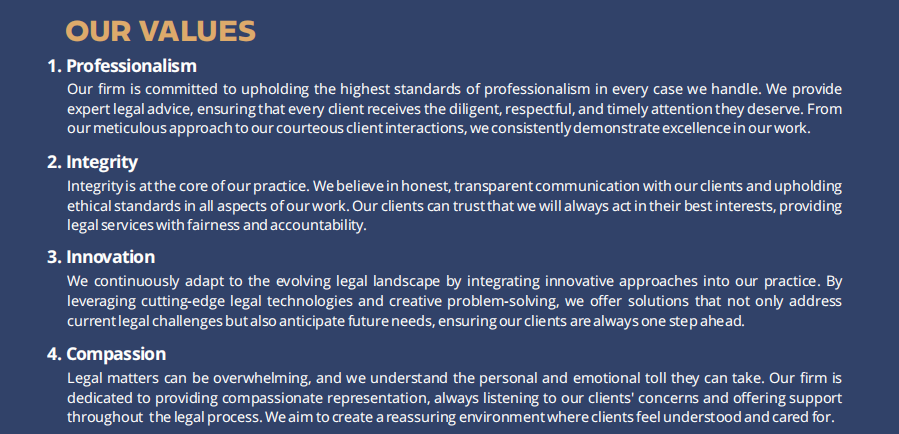 OUR VALUES
1. Professionalism
Our firm is committed to upholding the highest standards of professionalism in every case we handle. We provide
expert legal advice, ensuring that every client receives the diligent, respectful, and timely attention they deserve. From
our meticulous approach to our courteous client interactions, we consistently demonstrate excellence in our work.
2. Integrity
Integrity is at the core of our practice. We believe in honest, transparent communication with our clients and upholding
ethical standards in all aspects of our work. Our clients can trust that we will always act in their best interests, providing
legal services with fairness and accountability.
3. Innovation
We continuously adapt to the evolving legal landscape by integrating innovative approaches into our practice. By
leveraging cutting-edge legal technologies and creative problem-solving, we offer solutions that not only address
current legal challenges but also anticipate future needs, ensuring our clients are always one step ahead.
4. Compassion
Legal matters can be overwhelming, and we understand the personal and emotional toll they can take. Our firm is
dedicated to providing compassionate representation, always listening to our clients' concerns and offering support
throughout the legal process. We aim to create a reassuring environment where clients feel understood and cared for.